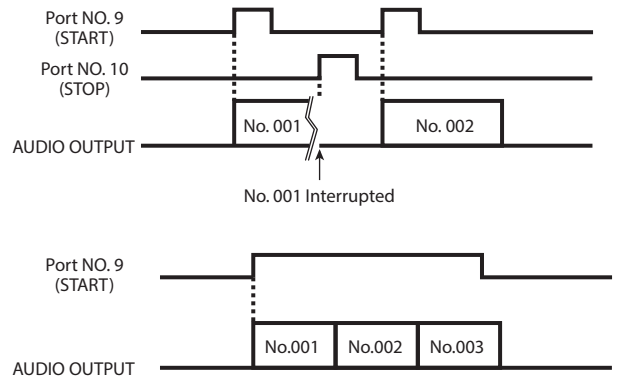 Port NO. 9
(START)
Port NO. 10
(STOP)
No. 001
No. 002
AUDIO OUTPUT
No. 001 Interrupted
Port NO. 9
(START)
No.001
No.002
No.003
AUDIO OUTPUT